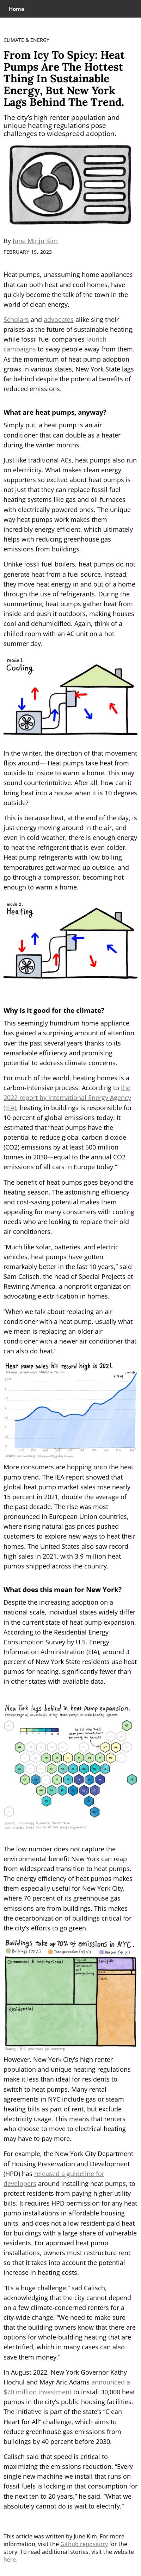 Home
CLIMATE & ENERGY
From Icy To Spicy: Heat
Pumps Are The Hottest
Thing In Sustainable
Energy, But New York
Lags Behind The Trend.
The city's high renter population and
unique heating regulations pose
challenges to widespread adoption.
By June Minju Kim
FEBRUARY 19, 2023
Heat pumps, unassuming home appliances
that can both heat and cool homes, have
quickly become the talk of the town in the
world of clean energy.
Scholars and advocates alike sing their
praises as the future of sustainable heating,
while fossil fuel companies launch
campaigns to sway people away from them.
As the momentum of heat pump adoption
grows in various states, New York State lags
far behind despite the potential benefits of
reduced emissions.
What are heat pumps, anyway?
Simply put, a heat pump is an air
conditioner that can double as a heater
during the winter months.
Just like traditional ACs, heat pumps also run
on electricity. What makes clean energy
supporters so excited about heat pumps is
not just that they can replace fossil fuel
heating systems like gas and oil furnaces
with electrically powered ones. The unique
way heat pumps work makes them
incredibly energy efficient, which ultimately
helps with reducing greenhouse gas
emissions from buildings.
Unlike fossil fuel boilers, heat pumps do not
generate heat from a fuel source. Instead,
they move heat energy in and out of a home
through the use of refrigerants. During the
summertime, heat pumps gather heat from
inside and push it outdoors, making homes
cool and dehumidified. Again, think of a
chilled room with an AC unit on a hot
summer day.
mode 1.
Cooling
In the winter, the direction of that movement
flips around— Heat pumps take heat from
outside to inside to warm a home. This may
sound counterintuitive. After all, how can it
bring heat into a house when it is 10 degrees
outside?
This is because heat, at the end of the day, is
just energy moving around in the air, and
even in cold weather, there is enough energy
to heat the refrigerant that is even colder.
Heat pump refrigerants with low boiling
temperatures get warmed up outside, and
go through a compressor, becoming hot
enough to warm a home.
mode 2.
Heating
Why is it good for the climate?
This seemingly humdrum home appliance
has gained a surprising amount of attention
over the past several years thanks to its
remarkable efficiency and promising
potential to address climate concerns.
For much of the world, heating homes is a
carbon-intensive process. According to the
2022 report by International Energy Agency
(IEA), heating in buildings is responsible for
10 percent of global emissions today. It
estimated that "heat pumps have the
potential to reduce global carbon dioxide
(CO2) emissions by at least 500 million
tonnes in 2030—equal to the annual CO2
emissions of all cars in Europe today."
The benefit of heat pumps goes beyond the
heating season. The astonishing efficiency
and cost-saving potential makes them
appealing for many consumers with cooling
needs who are looking to replace their old
air conditioners.
"Much like solar, batteries, and electric
vehicles, heat pumps have gotten
remarkably better in the last 10 years," said
Sam Calisch, the head of Special Projects at
Rewiring America, a nonprofit organization
advocating electrification in homes.
"When we talk about replacing an air
conditioner with a heat pump, usually what
we mean is replacing an older air
conditioner with a newer air conditioner that
can also do heat."
Heat pump sales hit record high in 2021.
More consumers are hopping onto the heat
pump trend. The IEA report showed that
global heat pump market sales rose nearly
15 percent in 2021, double the average of
the past decade. The rise was most
pronounced in European Union countries,
where rising natural gas prices pushed
customers to explore new ways to heat their
homes. The United States also saw record-
high sales in 2021, with 3.9 million heat
pumps shipped across the country.
What does this mean for New York?
Despite the increasing adoption on a
national scale, individual states widely differ
in the current state of heat pump expansion.
According to the Residential Energy
Consumption Survey by U.S. Energy
Information Administration (EIA), around 3
percent of New York State residents use heat
pumps for heating, significantly fewer than
in other states with available data.
New York lags behind in heat pump expansion.
The low number does not capture the
environmental benefit New York can reap
from widespread transition to heat pumps.
The energy efficiency of heat pumps makes
them especially useful for New York City,
where 70 percent of its greenhouse gas
emissions are from buildings. This makes
the decarbonization of buildings critical for
the city's efforts to go green.
Buildings take up 70% of emissions in NYC.
Commercial & Institutional
Residential
However, New York City's high renter
population and unique heating regulations
make it less than ideal for residents to
switch to heat pumps. Many rental
agreements in NYC include gas or steam
heating bills as part of rent, but exclude
electricity usage. This means that renters
who choose to move to electrical heating
may have to pay more.
For example, the New York City Department
of Housing Preservation and Development
(HPD) has released a guideline for
developers around installing heat pumps, to
protect residents from paying higher utility
bills. It requires HPD permission for any heat
pump installations in affordable housing
units, and does not allow resident paid heat
for buildings with a large share of vulnerable
residents. For approved heat pump
installations, owners must restructure rent
so that it takes into account the potential
increase in heating costs.
"It's a huge challenge." sad Calisch,
acknowledging that the city cannot depend
on a few climate-concerned renters for a
city-wide change. "We need to make sure
that the building owners know that there are
options for whole-building heating that are
electrified, which in many cases can also
save them money."
In August 2022, New York Governor Kathy
Hochul and Mayr Aric Adams announced a
$70 million investment to install 30,000 heat
pumps in the city's public housing facilities.
The initiative is part of the state's "Clean
Heart for All" challenge, which aims to
reduce greenhouse gas emissions from
buildings by 40 percent before 2030.
Calisch said that speed is critical to
maximizing the emissions reduction. "Every
single new machine we install that runs on
fossil fuels is locking in that consumption for
the next ten to 20 years," he said. "What we
absolutely cannot do is wait to electrify."
This article was written by June Kim. For more
information, visit the Github repository for the
story. To read additional stories, visit the website
here.